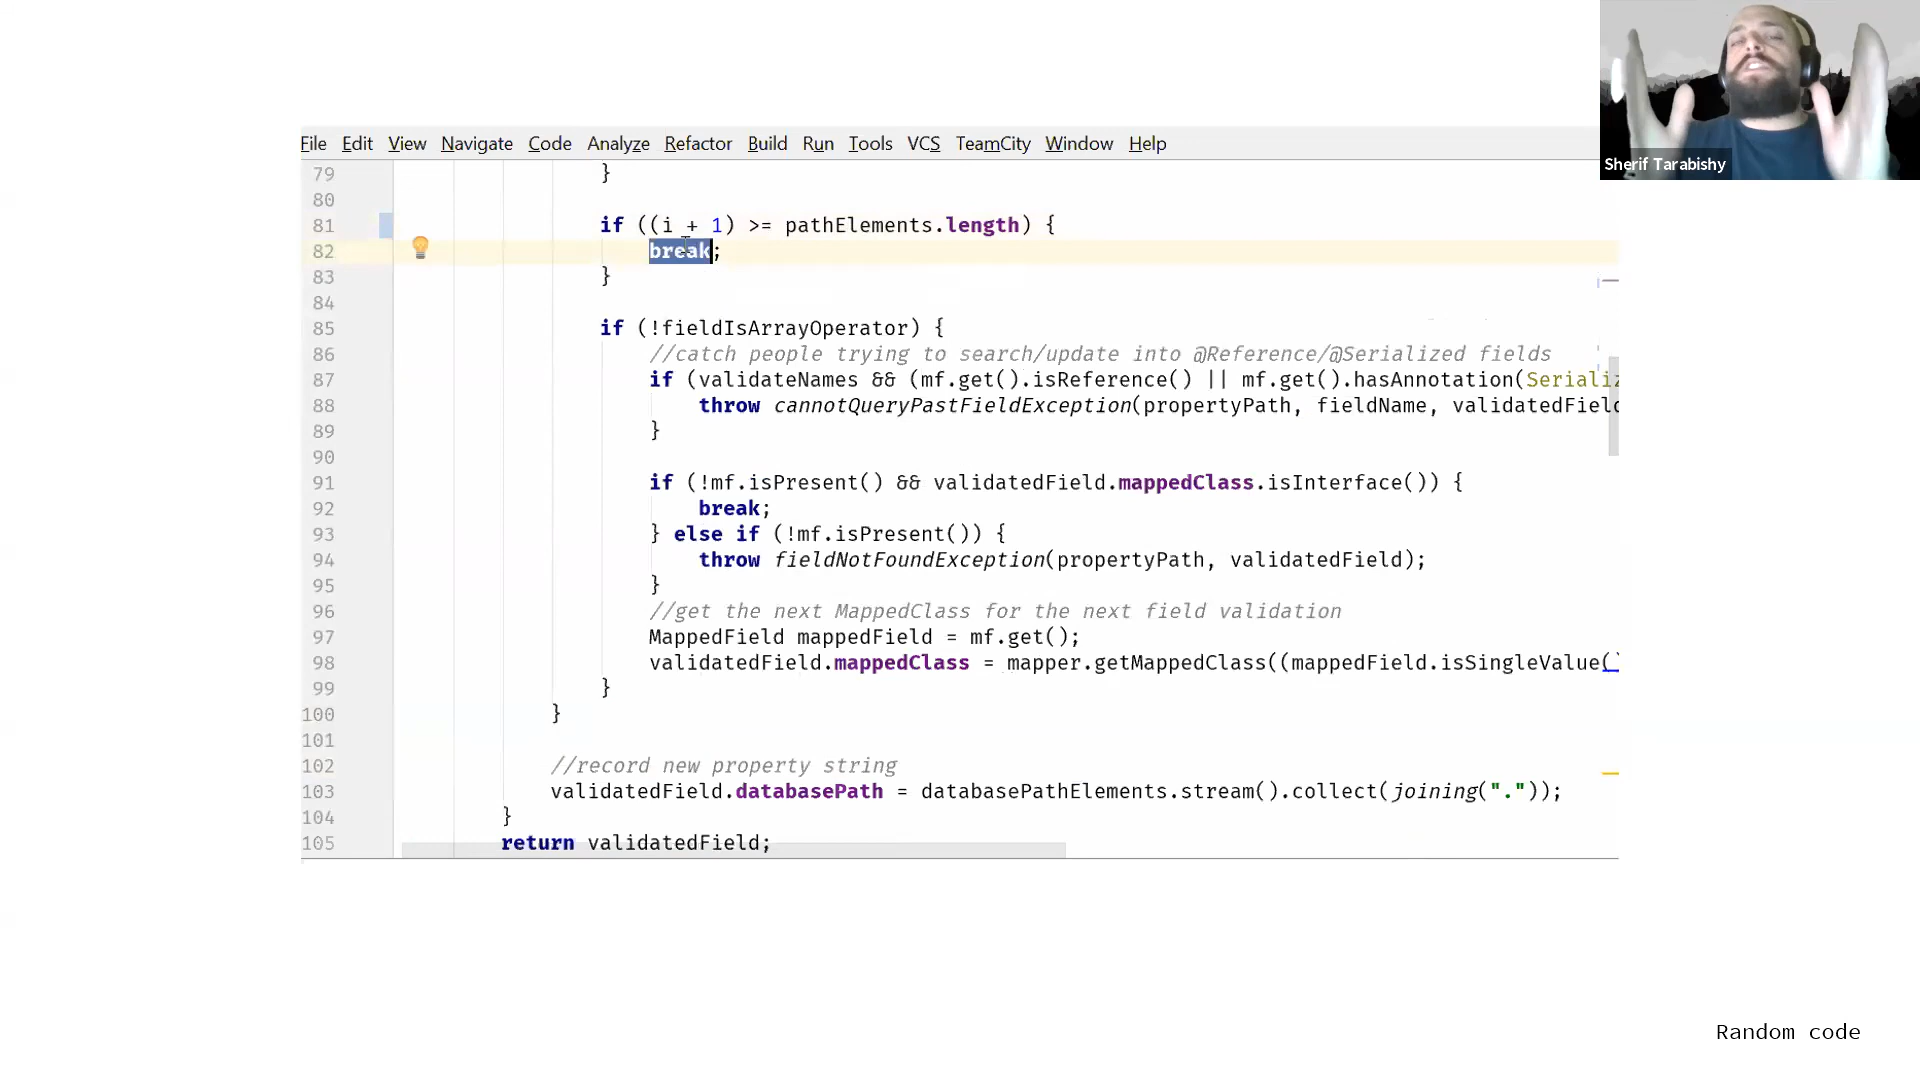 File Edit View Navigate Code Analyze Refactor Build Run Tools VCS TeamCity Window Help
Sherif Tarabishy
79 }
80
81 if ((i + 1) >= pathElements.length) {
82 break;
83 }
84
85 if (!fieldIsArrayOperator) {
86 //catch people trying to search/update into @Reference/@Serialized fields
87 if (validateNames && (mf.get().isReference() || mf.get().hasAnnotation(Serializ
88 throw cannotQueryPastFieldException(propertyPath, fieldName, validatedField
89 }
90
91 if (!mf.isPresent() && validatedField.mappedClass.isInterface()) {
92 break;
93 } else if (!mf.isPresent()) {
94 throw fieldNotFoundException(propertyPath, validatedField);
95 }
96 //get the next MappedClass for the next field validation
97 MappedField mappedField = mf.get();
98 validatedField.mappedClass = mapper.getMappedClass((mappedField.isSingleValue()
99 }
100 }
101
102 //record new property string
103 validatedField.databasePath = databasePathElements.stream().collect(joining("."));
104 }
105 return validatedField;
Random code